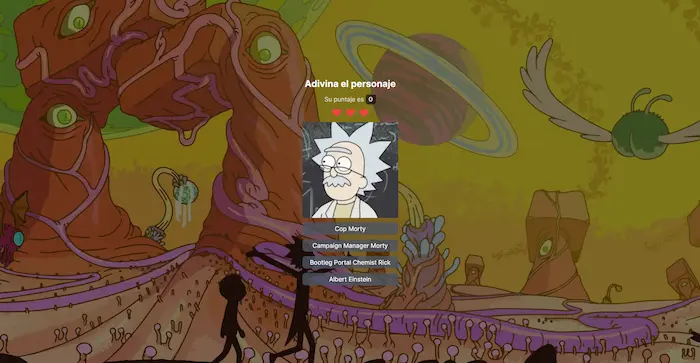 Adivina el personaje
Su puntaje es 0
Cop Morty
Campaign Manager Morty
Bootleg Portal Chemist Rick
Albert Einstein